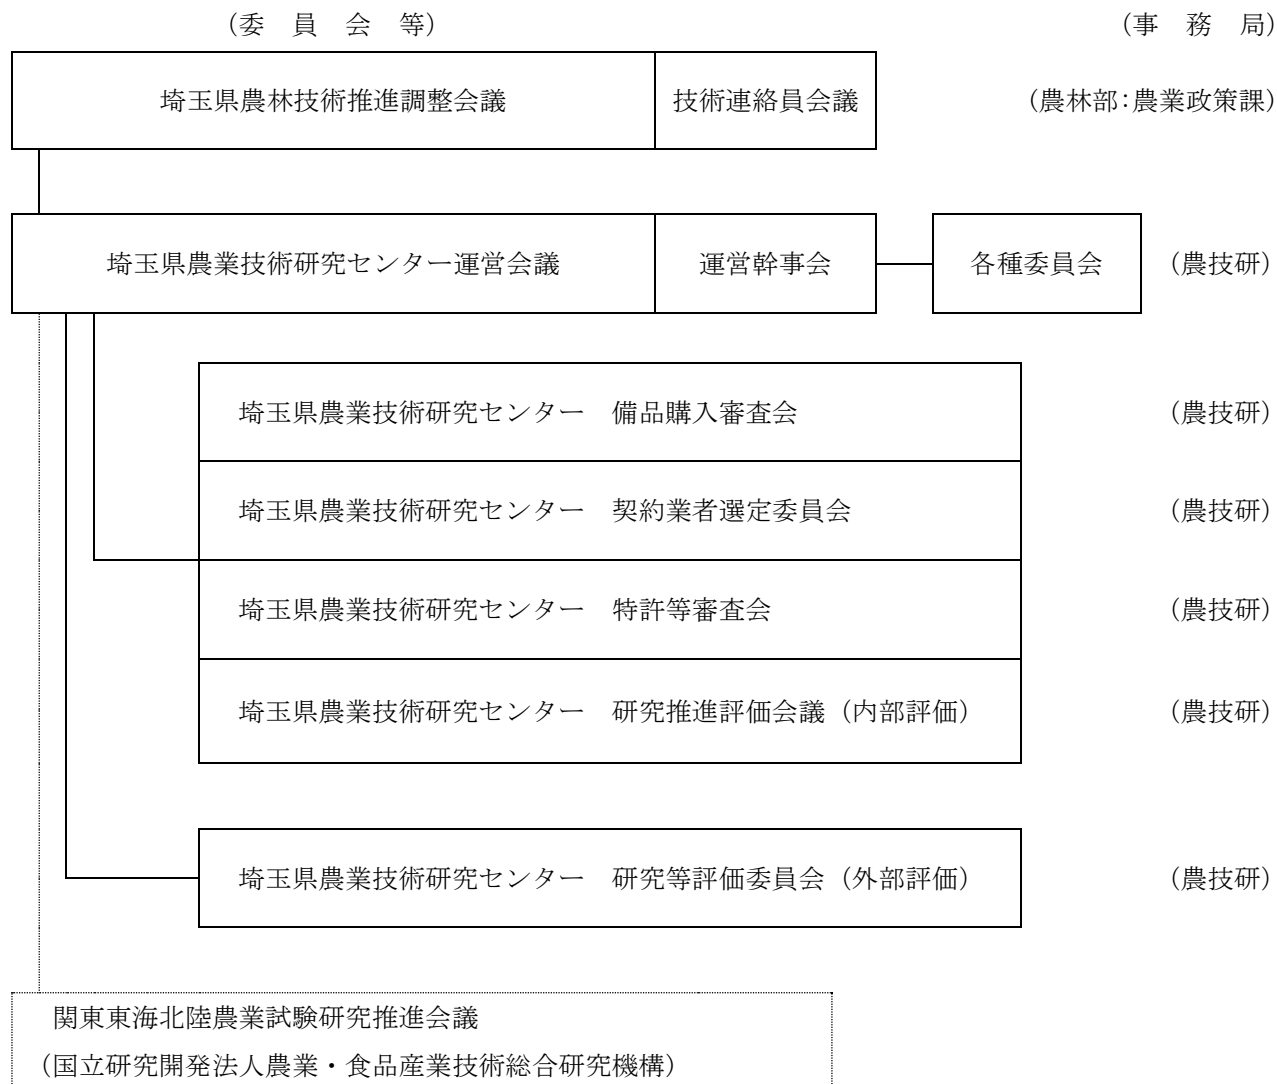 （委　員　会　等）　（事　務　局）
埼玉県農林技術推進調整会議　技術連絡員会議　（農林部：農業政策課）
埼玉県農業技術研究センター運営会議　運営幹事会　各種委員会　（農技研）
埼玉県農業技術研究センター　備品購入審査会　（農技研）
埼玉県農業技術研究センター　契約業者選定委員会　（農技研）
埼玉県農業技術研究センター　特許等審査会　（農技研）
埼玉県農業技術研究センター　研究推進評価会議（内部評価）　（農技研）
埼玉県農業技術研究センター　研究等評価委員会（外部評価）　（農技研）
関東東海北陸農業試験研究推進会議
（国立研究開発法人農業・食品産業技術総合研究機構）